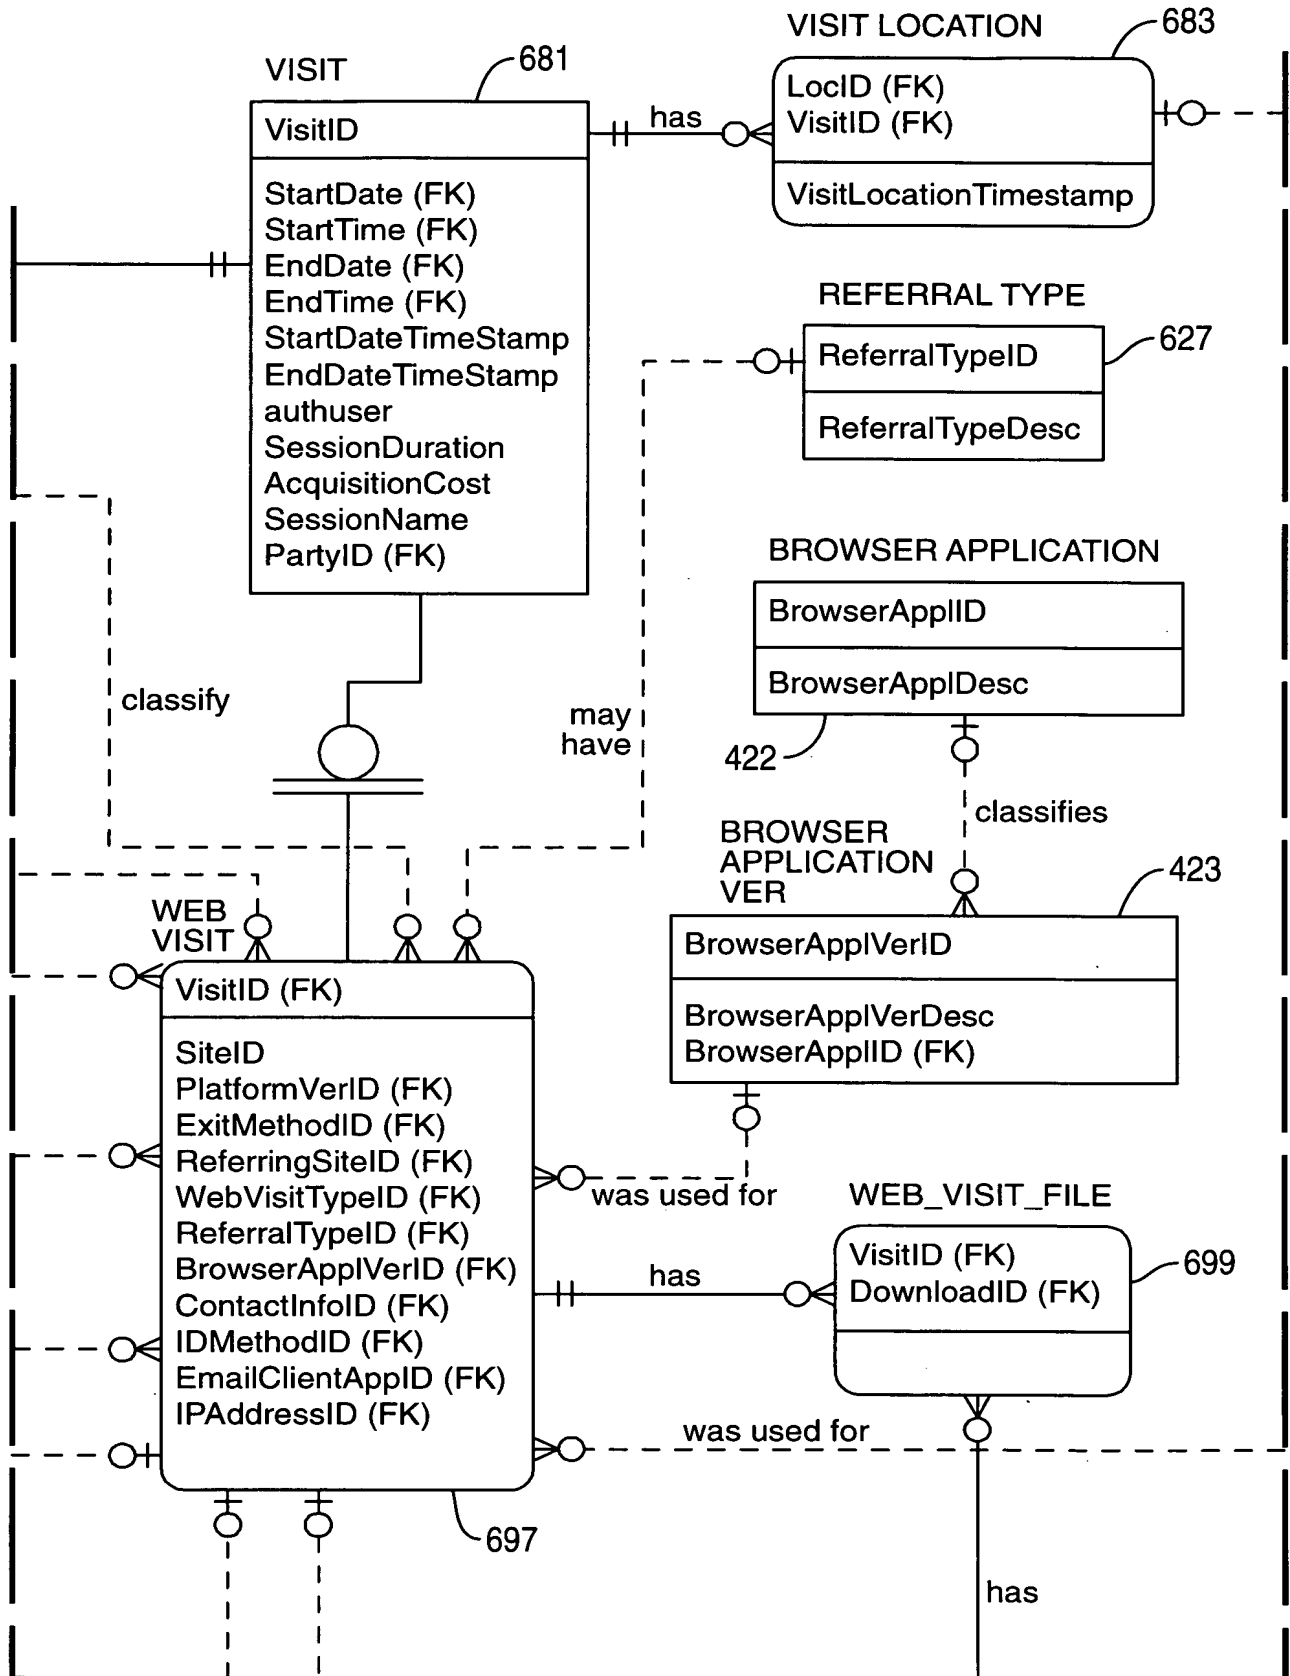 VISIT
681
VisitID
StartDate (FK)
StartTime (FK)
EndDate (FK)
EndTime (FK)
StartDateTimeStamp
EndDateTimeStamp
authuser
SessionDuration
AcquisitionCost
SessionName
PartyID (FK)
has
VISIT LOCATION
683
LocID (FK)
VisitID (FK)
VisitLocationTimestamp
REFERRAL TYPE
627
ReferralTypeID
ReferralTypeDesc
BROWSER APPLICATION
BrowserApplID
BrowserApplDesc
422
classify
may
have
classifies
BROWSER
APPLICATION
VER
423
BrowserApplVerID
BrowserApplVerDesc
BrowserApplID (FK)
WEB
VISIT
VisitID (FK)
SiteID
PlatformVerID (FK)
ExitMethodID (FK)
ReferringSiteID (FK)
WebVisitTypeID (FK)
ReferralTypeID (FK)
BrowserApplVerID (FK)
ContactInfoID (FK)
IDMethodID (FK)
EmailClientAppID (FK)
IPAddressID (FK)
697
was used for
has
WEB_VISIT_FILE
VisitID (FK)
DownloadID (FK)
699
was used for
has